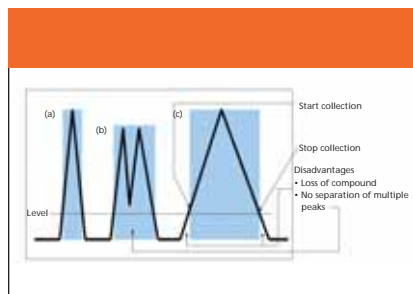 (a)
(b)
(c)
Start collection
Stop collection
Disadvantages
• Loss of compound
• No separation of multiple
peaks
Level